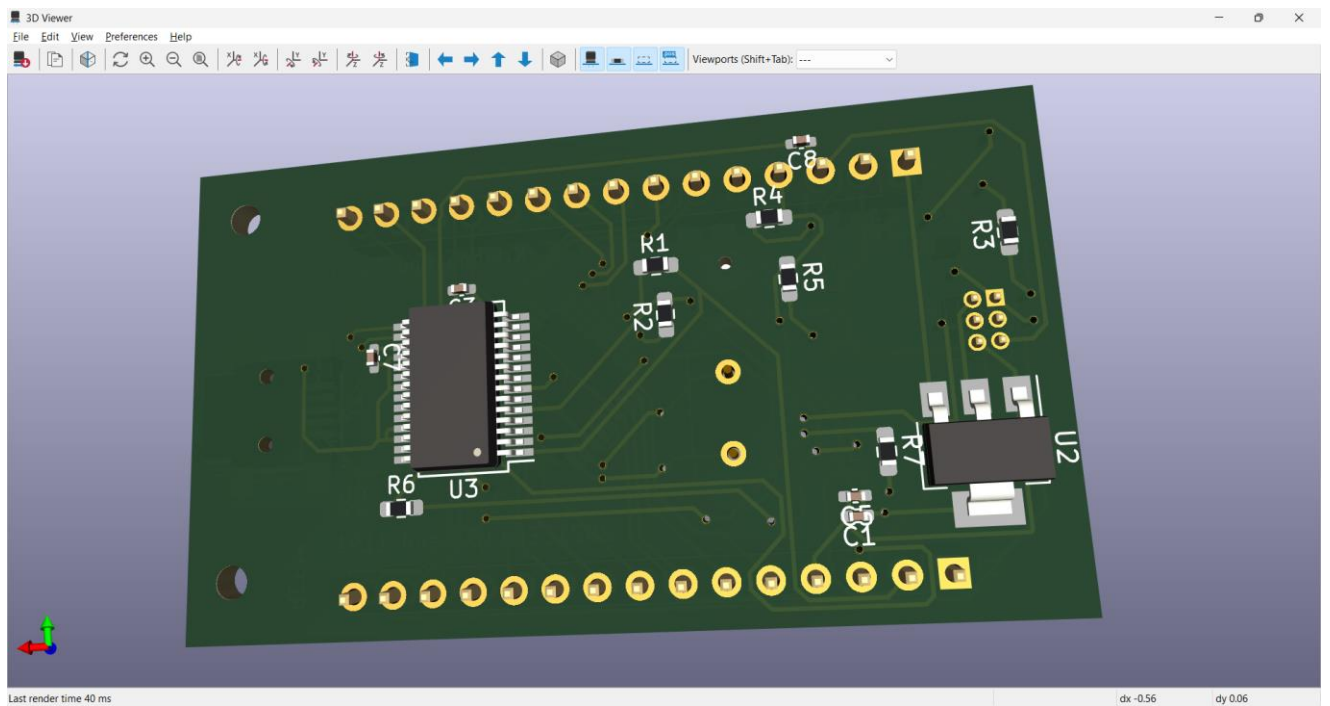 3D Viewer
File Edit View Preferences Help
Viewports (Shift+Tab): ---
C8
R4
R3
R1
R5
R2
C7
R7
U2
R6
U3
C1
Last render time 40 ms
dx -0.56
dy 0.06